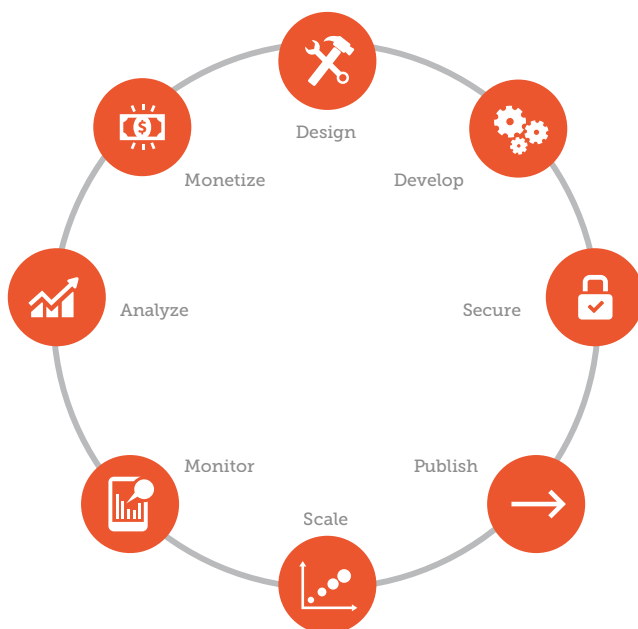 Design
Develop
Secure
Publish
Scale
Monitor
Analyze
Monetize
$